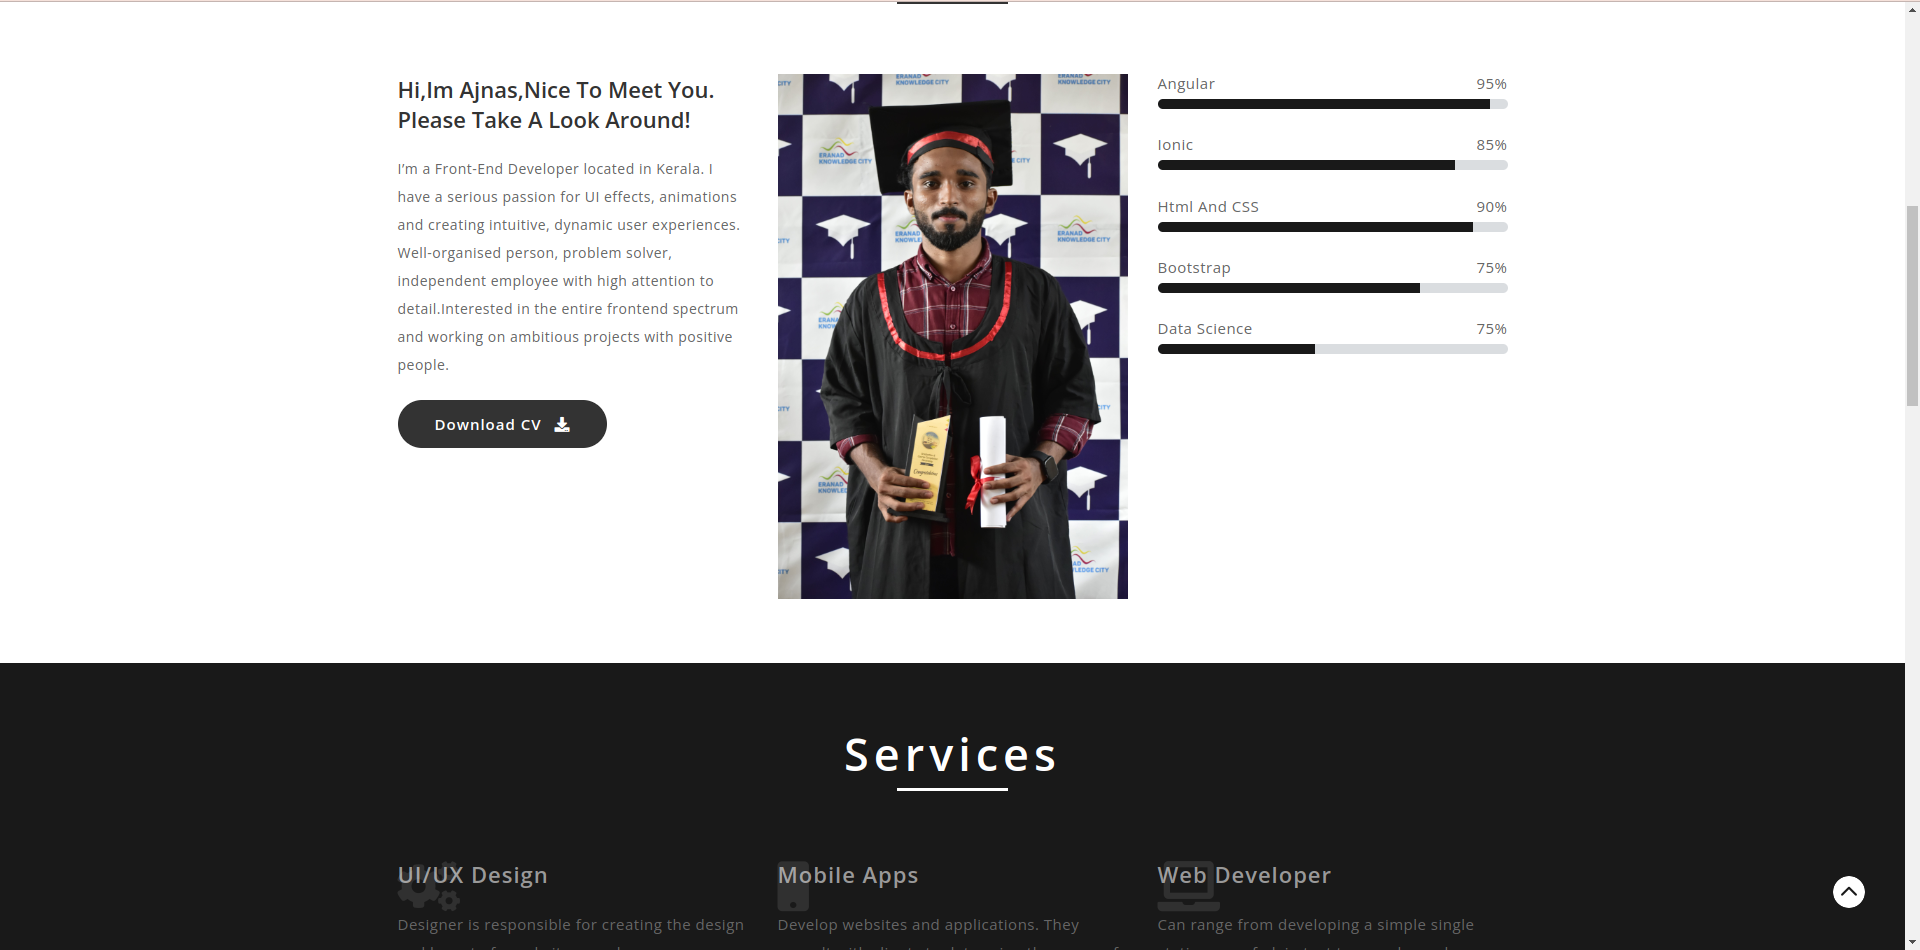 Hi,Im Ajnas,Nice To Meet You.
Please Take A Look Around!
I’m a Front-End Developer located in Kerala. I
have a serious passion for UI effects, animations
and creating intuitive, dynamic user experiences.
Well-organised person, problem solver,
independent employee with high attention to
detail.Interested in the entire frontend spectrum
and working on ambitious projects with positive
people.
Download CV
ERANAD
KNOWLEDGE CITY
Angular 95%
Ionic 85%
Html And CSS 90%
Bootstrap 75%
Data Science 75%
Services
UI/UX Design
Designer is responsible for creating the design
Mobile Apps
Develop websites and applications. They
Web Developer
Can range from developing a simple single